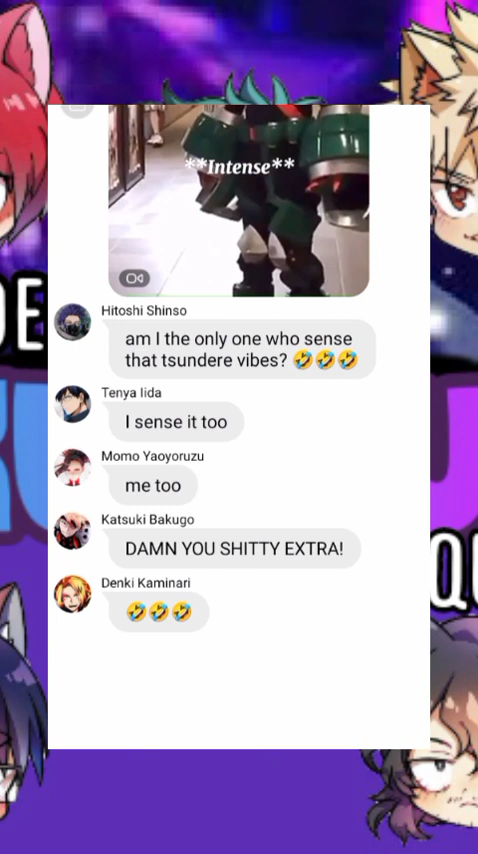 **Intense**
Hitoshi Shinso
am I the only one who sense
that tsundere vibes? 🤣🤣🤣
Tenya Iida
I sense it too
Momo Yaoyoruzu
me too
Katsuki Bakugo
DAMN YOU SHITTY EXTRA!
Denki Kaminari
🤣🤣🤣